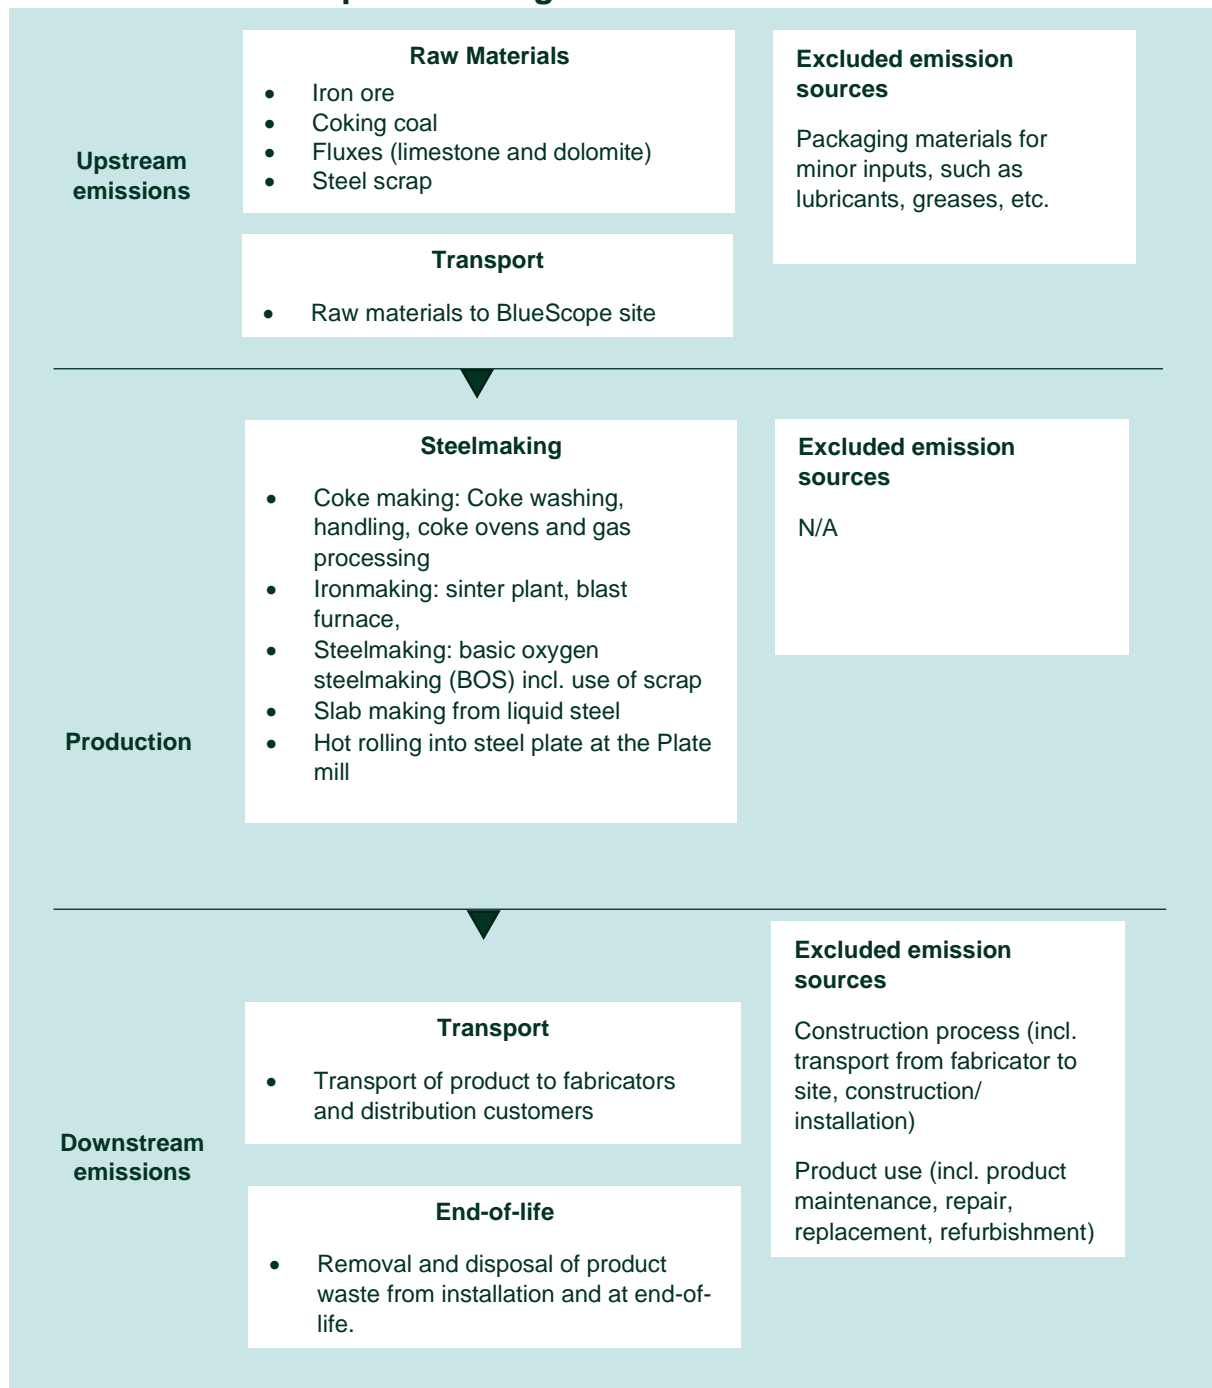 Upstream
emissions
Raw Materials
• Iron ore
• Coking coal
• Fluxes (limestone and dolomite)
• Steel scrap
Transport
• Raw materials to BlueScope site
Excluded emission
sources
Packaging materials for
minor inputs, such as
lubricants, greases, etc.
Production
Steelmaking
• Coke making: Coke washing,
handling, coke ovens and gas
processing
• Ironmaking: sinter plant, blast
furnace,
• Steelmaking: basic oxygen
steelmaking (BOS) incl. use of scrap
• Slab making from liquid steel
• Hot rolling into steel plate at the Plate
mill
Excluded emission
sources
N/A
Downstream
emissions
Transport
• Transport of product to fabricators
and distribution customers
End-of-life
• Removal and disposal of product
waste from installation and at end-of-
life.
Excluded emission
sources
Construction process (incl.
transport from fabricator to
site, construction/
installation)
Product use (incl. product
maintenance, repair,
replacement, refurbishment)